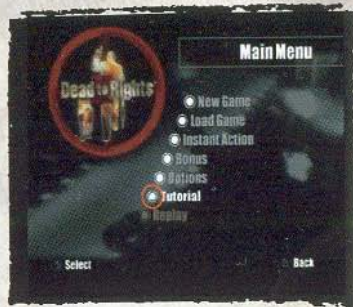 Main Menu
Dead to Rights
New Game
Load Game
Instant Action
Bonus
Options
Tutorial
Replay
Select
Back